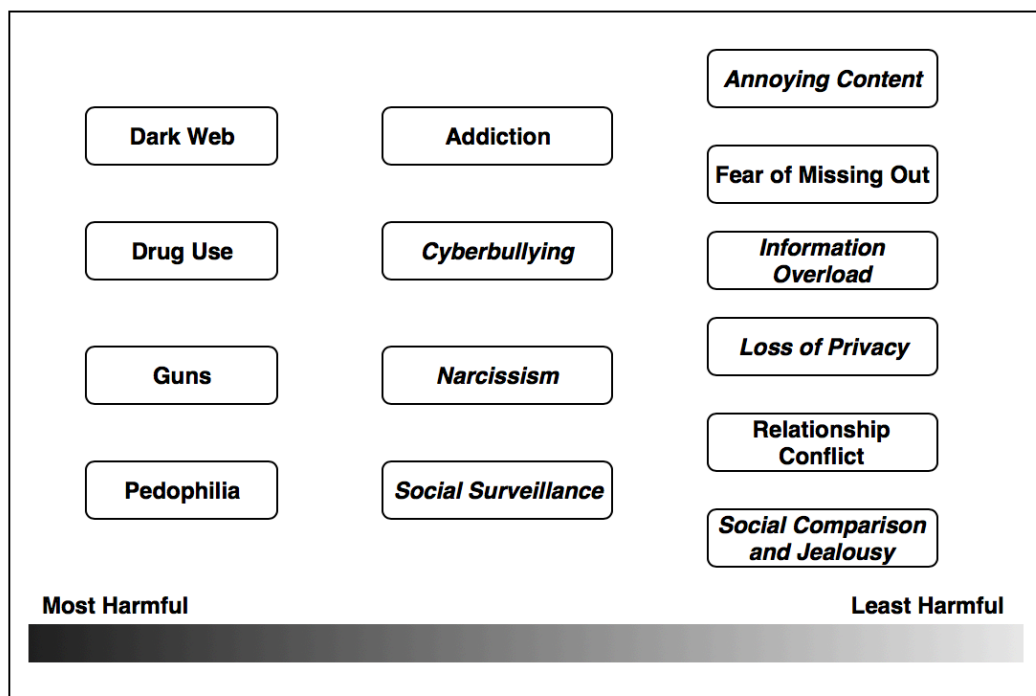 Dark Web
Drug Use
Guns
Pedophilia
Addiction
Cyberbullying
Narcissism
Social Surveillance
Annoying Content
Fear of Missing Out
Information
Overload
Loss of Privacy
Relationship
Conflict
Social Comparison
and Jealousy
Most Harmful
Least Harmful